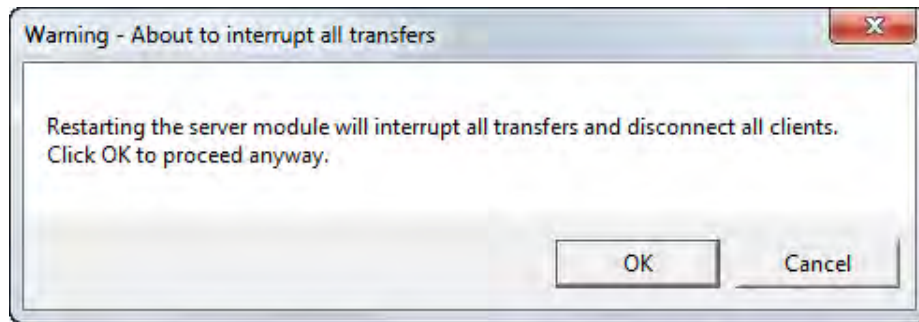 Warning - About to interrupt all transfers
Restarting the server module will interrupt all transfers and disconnect all clients.
Click OK to proceed anyway.
OK Cancel